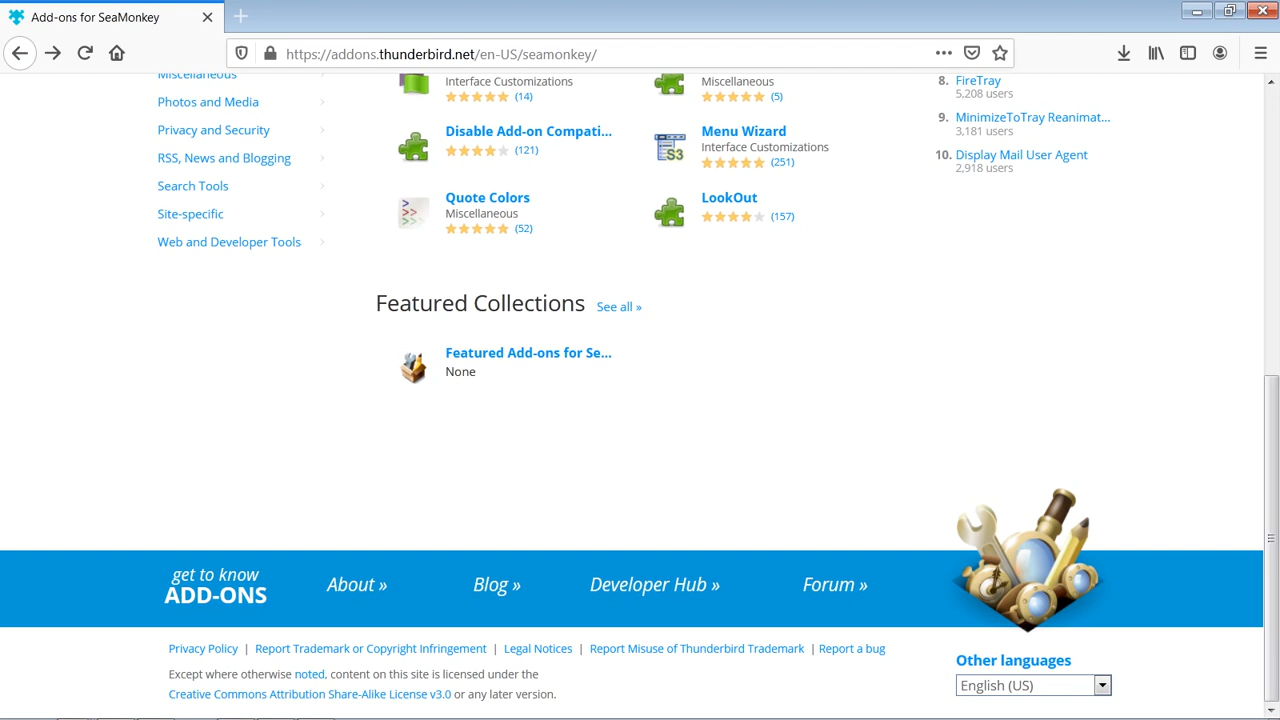 Add-ons for SeaMonkey
https://addons.thunderbird.net/en-US/seamonkey/
Miscellaneous
Photos and Media
Privacy and Security
RSS, News and Blogging
Search Tools
Site-specific
Web and Developer Tools
Interface Customizations
(14)
Miscellaneous
(5)
Disable Add-on Compati...
(121)
Menu Wizard
Interface Customizations
(251)
Quote Colors
Miscellaneous
(52)
LookOut
(157)
8. FireTray
5,208 users
9. MinimizeToTray Reanimat...
3,181 users
10. Display Mail User Agent
2,918 users
Featured Collections See all »
Featured Add-ons for Se...
None
get to know
ADD-ONS
About »
Blog »
Developer Hub »
Forum »
Privacy Policy | Report Trademark or Copyright Infringement | Legal Notices | Report Misuse of Thunderbird Trademark | Report a bug
Except where otherwise noted, content on this site is licensed under the
Creative Commons Attribution Share-Alike License v3.0 or any later version.
Other languages
English (US)